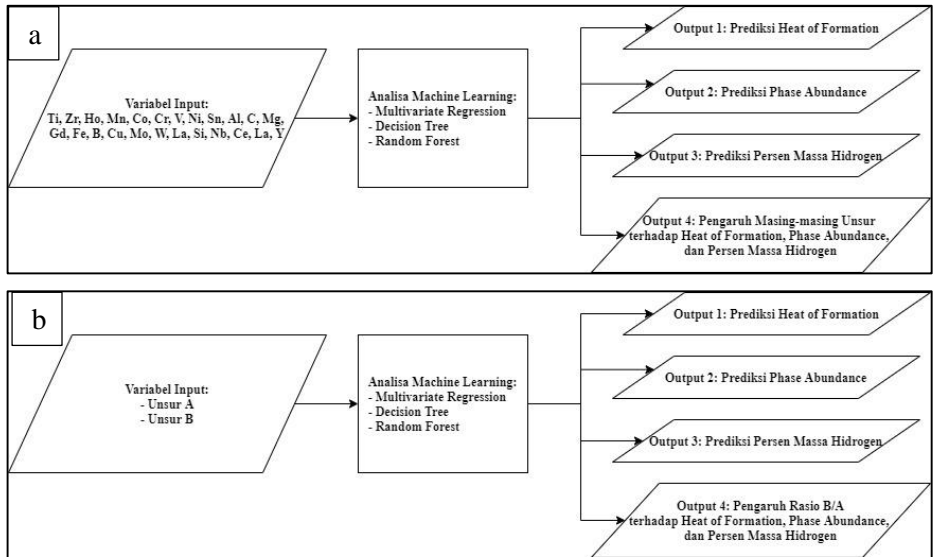 a
Variabel Input:
Ti, Zr, Ho, Mn, Co, Cr, V, Ni, Sn, Al, C, Mg,
Gd, Fe, B, Cu, Mo, W, La, Si, Nb, Ce, La, Y
Analisa Machine Learning:
- Multivariate Regression
- Decision Tree
- Random Forest
Output 1: Prediksi Heat of Formation
Output 2: Prediksi Phase Abundance
Output 3: Prediksi Persen Massa Hidrogen
Output 4: Pengaruh Masing-masing Unsur
terhadap Heat of Formation, Phase Abundance,
dan Persen Massa Hidrogen
b
Variabel Input:
- Unsur A
- Unsur B
Analisa Machine Learning:
- Multivariate Regression
- Decision Tree
- Random Forest
Output 1: Prediksi Heat of Formation
Output 2: Prediksi Phase Abundance
Output 3: Prediksi Persen Massa Hidrogen
Output 4: Pengaruh Rasio B/A
terhadap Heat of Formation, Phase Abundance,
dan Persen Massa Hidrogen